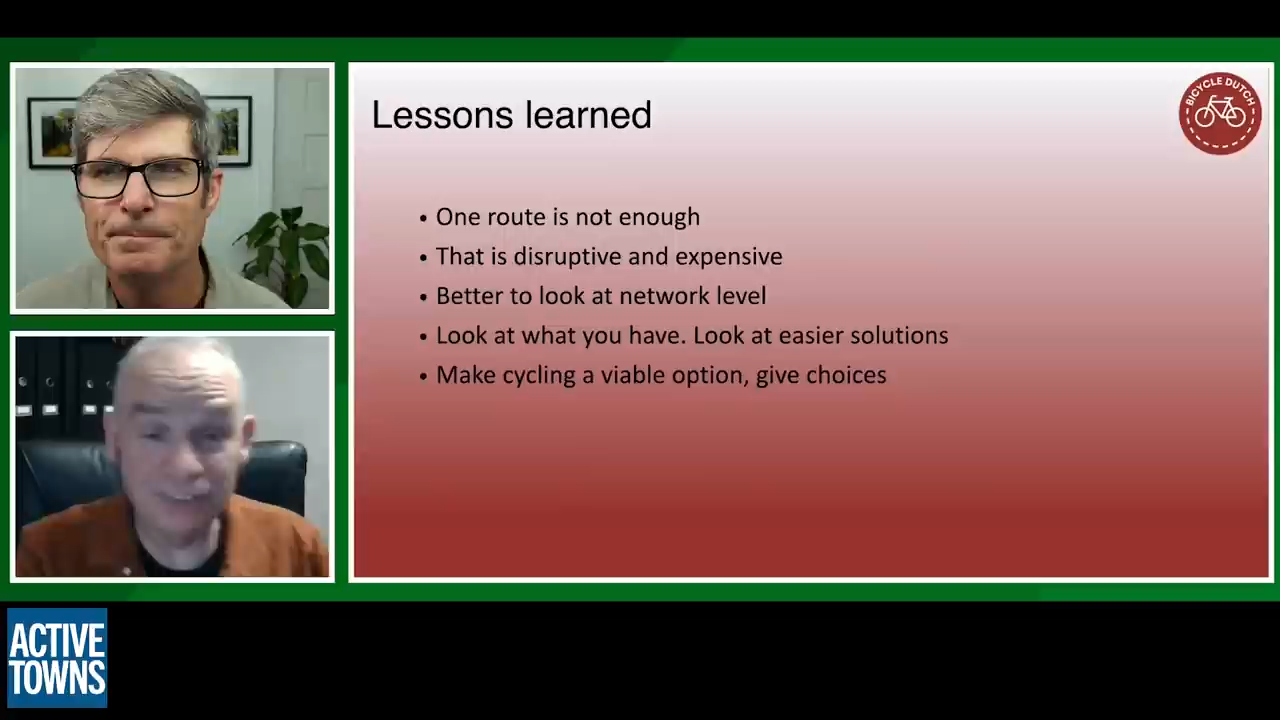 Lessons learned
BICYCLE DUTCH
• One route is not enough
• That is disruptive and expensive
• Better to look at network level
• Look at what you have. Look at easier solutions
• Make cycling a viable option, give choices
ACTIVE
TOWNS